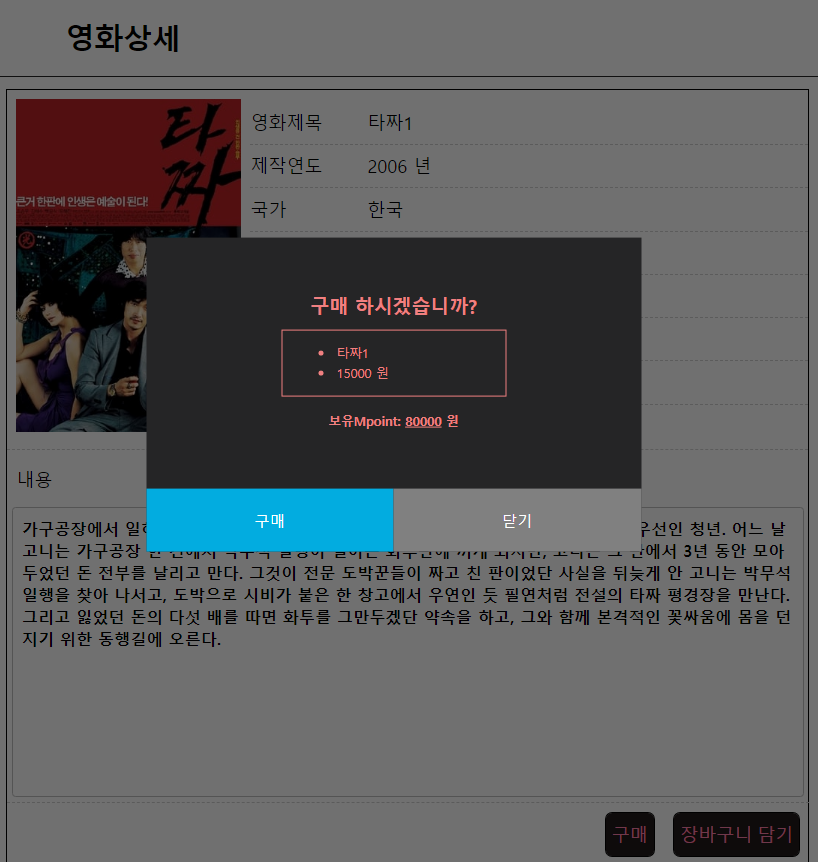 영화상세
타짜
큰거 한판에 인생은 예술이 된다!
영화제목 타짜1
제작연도 2006 년
국가 한국
구매 하시겠습니까?
타짜1
15000 원
보유Mpoint: 80000 원
구매 닫기
내용
가구공장에서 우선인 청년. 어느 날
고니는 가구공장 한
3년 동안 모아
두었던 돈 전부를 날리고 만다. 그것이 전문 도박꾼들이 짜고 친 판이었단 사실을 뒤늦게 안 고니는 박무석
일행을 찾아 나서고, 도박으로 시비가 붙은 한 창고에서 우연인 듯 필연처럼 전설의 타짜 평경장을 만난다.
그리고 잃었던 돈의 다섯 배를 따면 화투를 그만두겠단 약속을 하고, 그와 함께 본격적인 꽃싸움에 몸을 던
지기 위한 동행길에 오른다.
구매 장바구니 담기